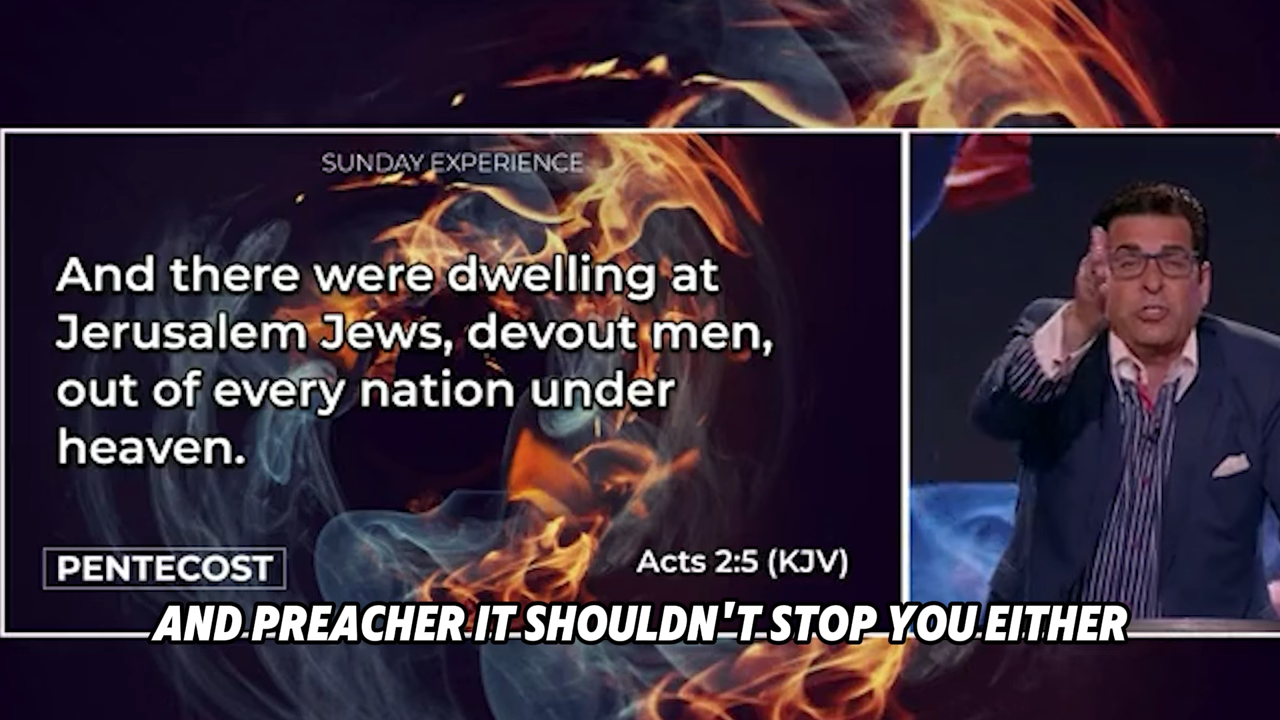 SUNDAY EXPERIENCE
And there were dwelling at
Jerusalem Jews, devout men,
out of every nation under
heaven.
PENTECOST
Acts 2:5 (KJV)
AND PREACHER IT SHOULDN'T STOP YOU EITHER